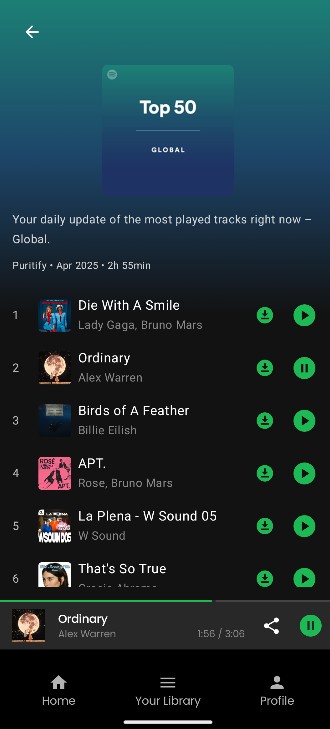 Top 50
GLOBAL
Your daily update of the most played tracks right now –
Global.
Puritify • Apr 2025 • 2h 55min
1
Die With A Smile
Lady Gaga, Bruno Mars
2
Ordinary
Alex Warren
3
Birds of A Feather
Billie Eilish
4
APT.
Rose, Bruno Mars
5
La Plena - W Sound 05
W Sound
6
That's So True
Ordinary
Alex Warren
1:56 / 3:06
Home
Your Library
Profile